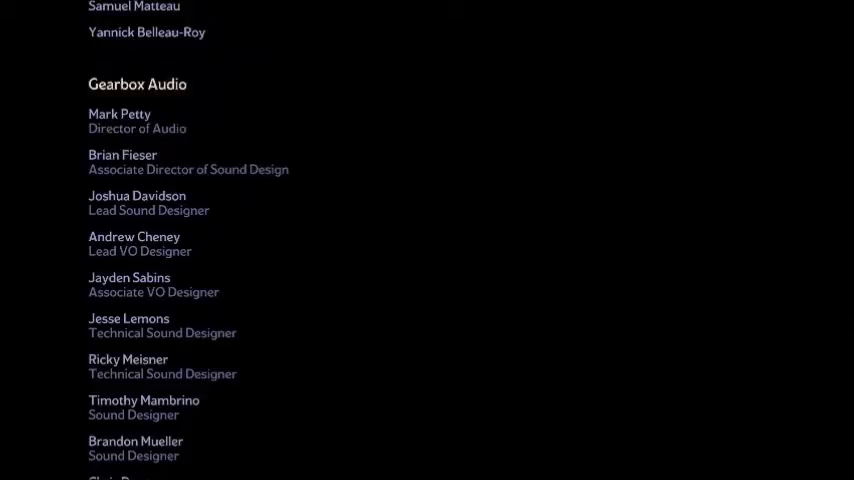 Samuel Matteau
Yannick Belleau-Roy
Gearbox Audio
Mark Petty
Director of Audio
Brian Fieser
Associate Director of Sound Design
Joshua Davidson
Lead Sound Designer
Andrew Cheney
Lead VO Designer
Jayden Sabins
Associate VO Designer
Jesse Lemons
Technical Sound Designer
Ricky Meisner
Technical Sound Designer
Timothy Mambrino
Sound Designer
Brandon Mueller
Sound Designer